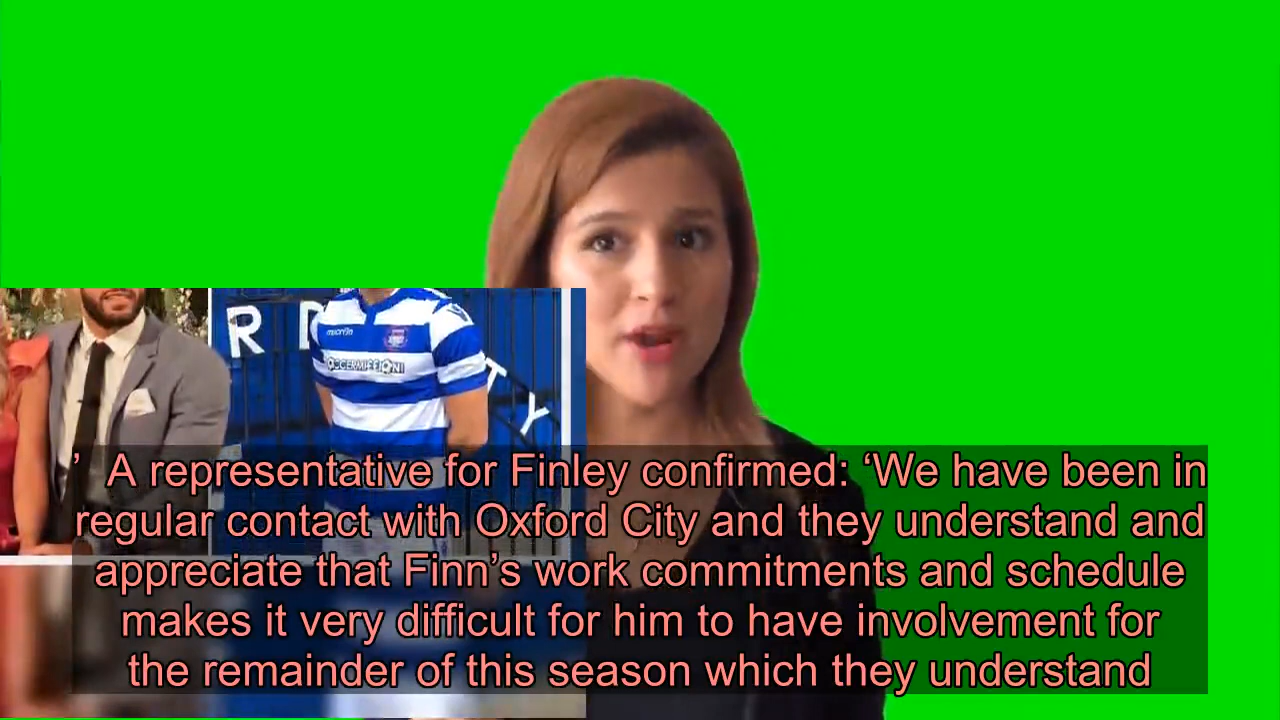 R D
macron
SOCCERMILLIONI
T Y
’ A representative for Finley confirmed: ‘We have been in
regular contact with Oxford City and they understand and
appreciate that Finn’s work commitments and schedule
makes it very difficult for him to have involvement for
the remainder of this season which they understand